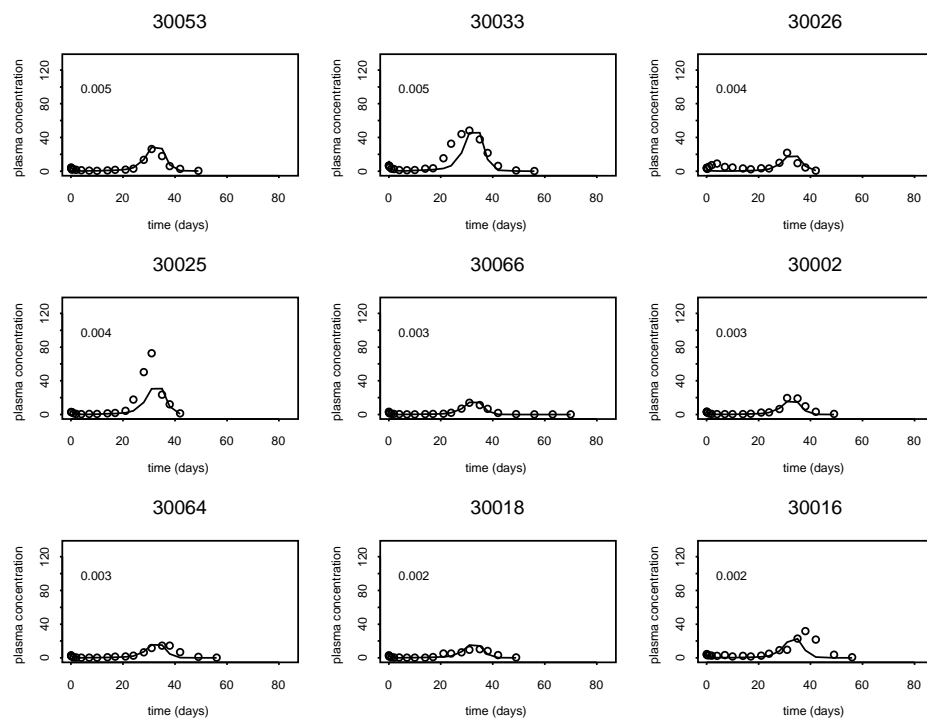 30053 30033 30026
plasma concentration 0 40 80 120 0.005 plasma concentration 0 40 80 120 0.005 plasma concentration 0 40 80 120 0.004
0 20 40 60 80 0 20 40 60 80 0 20 40 60 80
time (days) time (days) time (days)
30025 30066 30002
plasma concentration 0 40 80 120 0.004 plasma concentration 0 40 80 120 0.003 plasma concentration 0 40 80 120 0.003
0 20 40 60 80 0 20 40 60 80 0 20 40 60 80
time (days) time (days) time (days)
30064 30018 30016
plasma concentration 0 40 80 120 0.003 plasma concentration 0 40 80 120 0.002 plasma concentration 0 40 80 120 0.002
0 20 40 60 80 0 20 40 60 80 0 20 40 60 80
time (days) time (days) time (days)